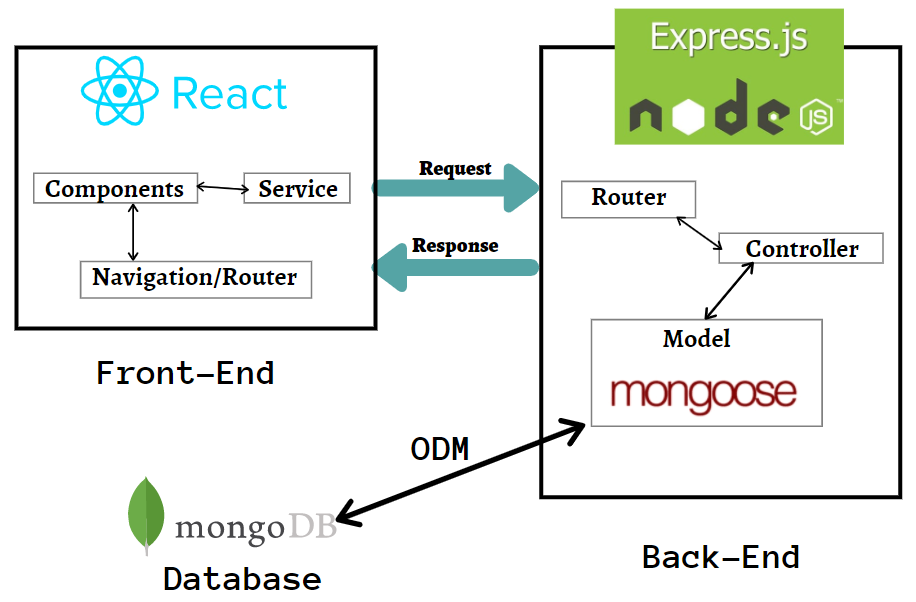 React
Components
Service
Navigation/Router
Front-End
Request
Response
Express.js
node
JS
™
Router
Controller
Model
mongoose
Back-End
ODM
mongoDB
Database